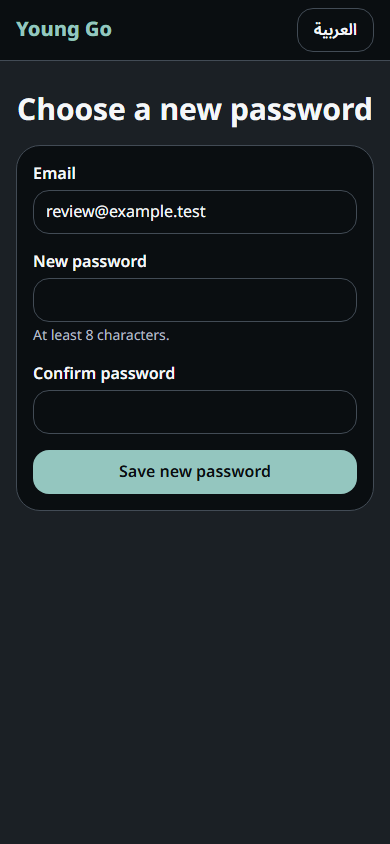 Young Go
العربية
Choose a new password
Email
review@example.test
New password
At least 8 characters.
Confirm password
Save new password